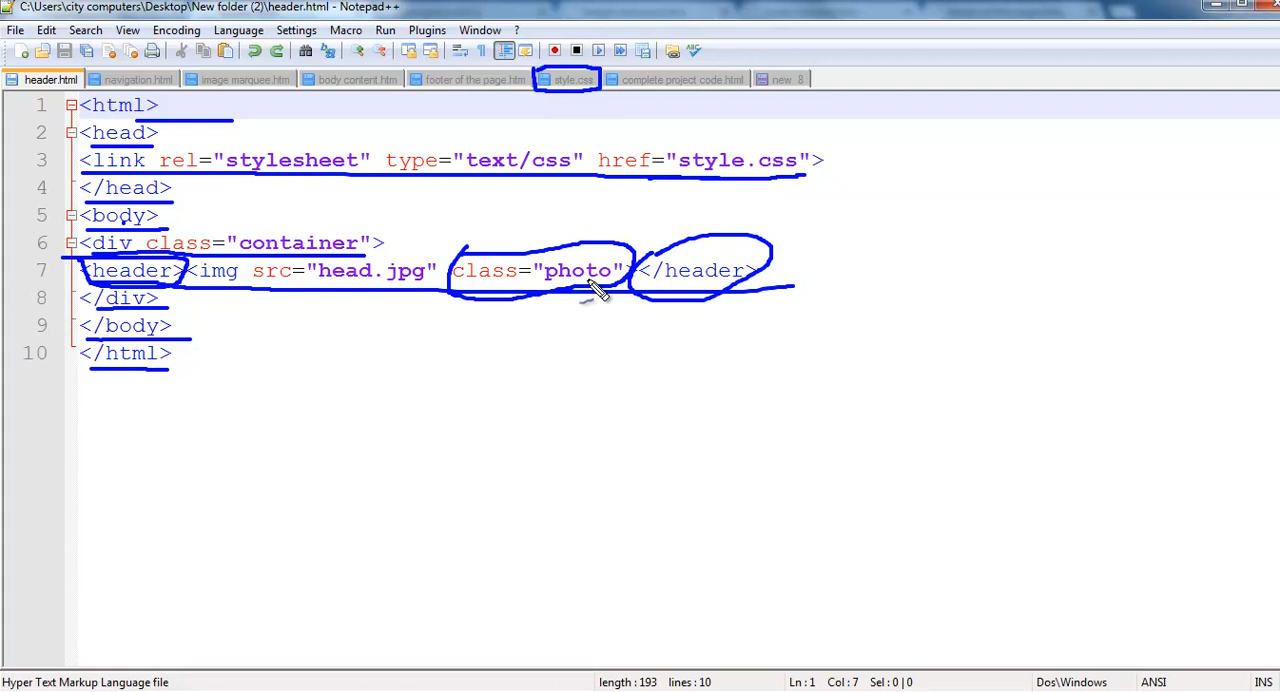 C:\Users\city computers\Desktop\New folder (2)\header.html - Notepad++
File Edit Search View Encoding Language Settings Macro Run Plugins Window ?
header.html navigation.html image marquee.htm body content.htm footer of the page.htm style.css complete project code.html new 8
1 <html>
2 <head>
3 <link rel="stylesheet" type="text/css" href="style.css">
4 </head>
5 <body>
6 <div class="container">
7 <header><img src="head.jpg" class="photo"></header>
8 </div>
9 </body>
10 </html>
Hyper Text Markup Language file length : 193 lines : 10 Ln : 1 Col : 7 Sel : 0 | 0 Dos\Windows ANSI INS